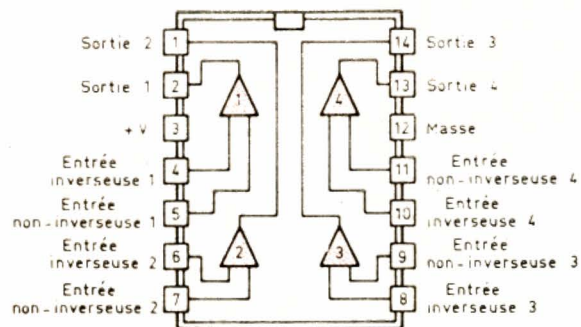 Sortie 2 1
14 Sortie 3
Sortie 1 2
13 Sortie 4
1
4
+ V 3
12 Masse
Entrée
inverseuse 1
4
11
Entrée
non-inverseuse 4
Entrée
non-inverseuse 1
5
10
Entrée
inverseuse 4
Entrée
inverseuse 2
6
2
3
9
Entrée
non-inverseuse 3
Entrée
non-inverseuse 2
7
8
Entrée
inverseuse 3